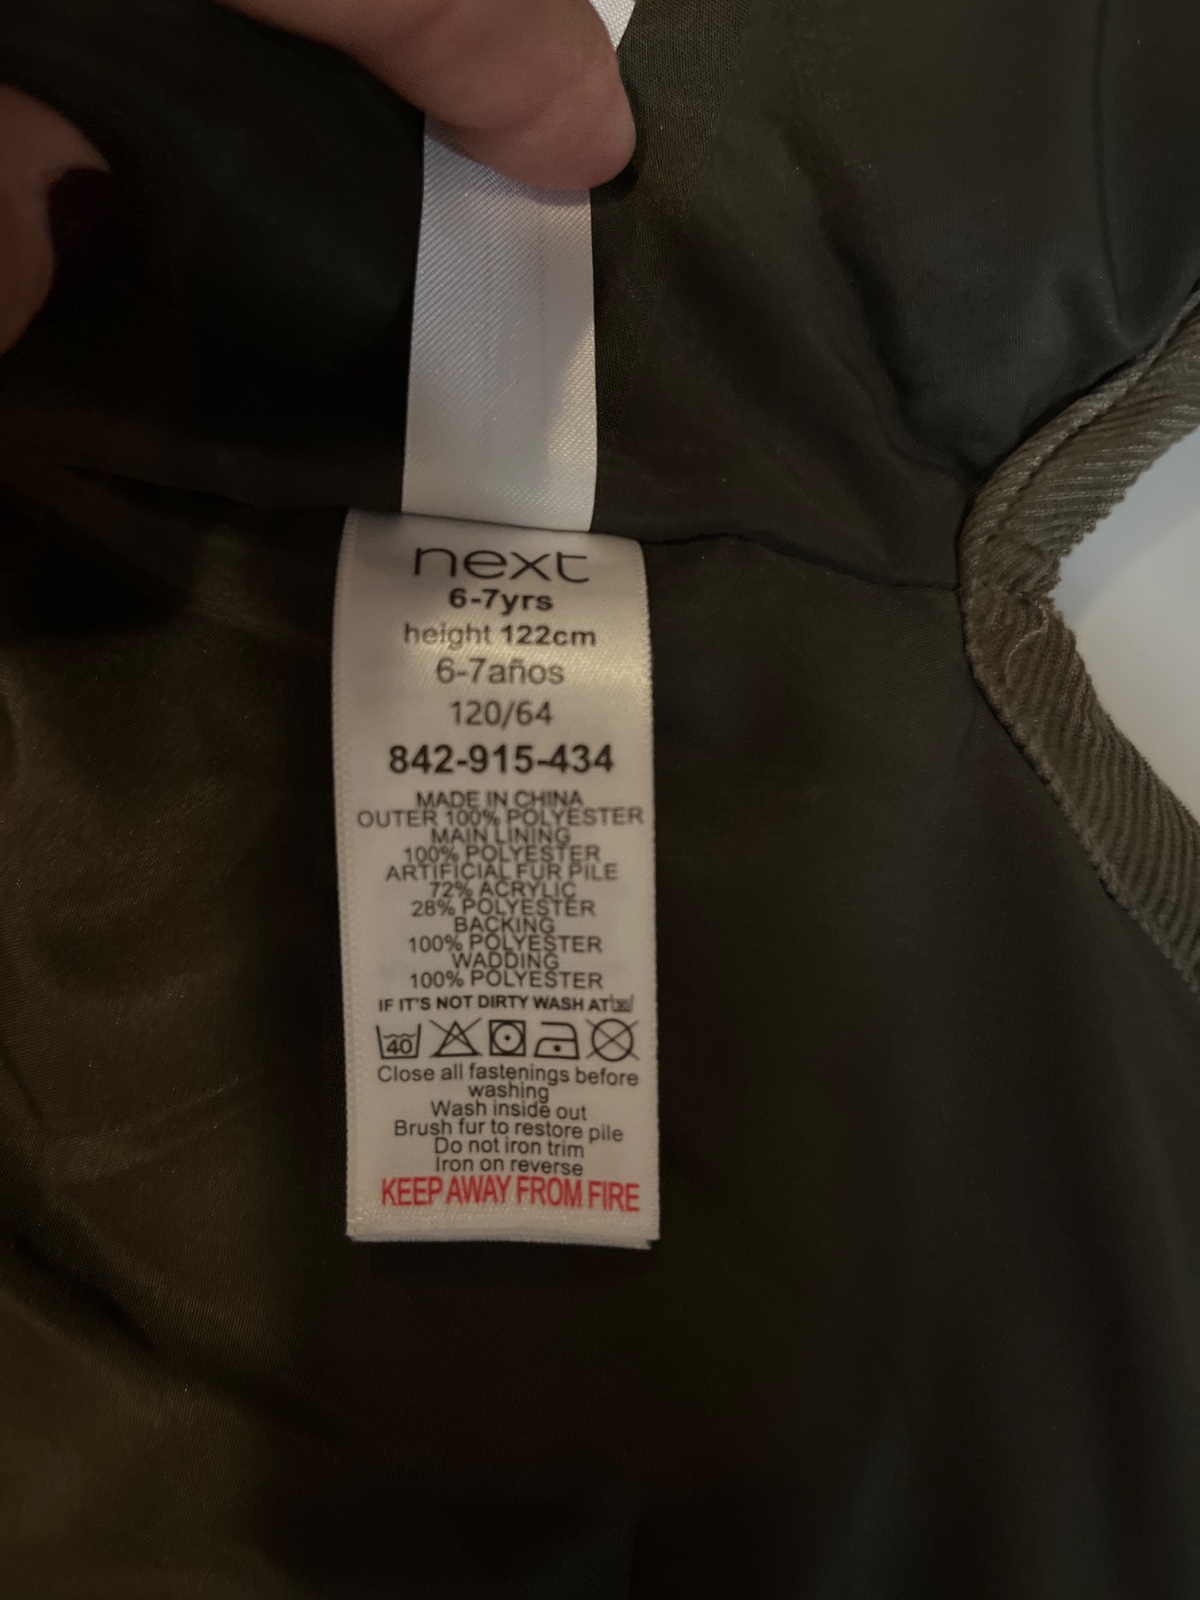 next
6-7yrs
height 122cm
6-7años
120/64
842-915-434
MADE IN CHINA
OUTER 100% POLYESTER
MAIN LINING
100% POLYESTER
ARTIFICIAL FUR PILE
72% ACRYLIC
28% POLYESTER
BACKING
100% POLYESTER
WADDING
100% POLYESTER
IF IT'S NOT DIRTY WASH AT 30
40
Close all fastenings before
washing
Wash inside out
Brush fur to restore pile
Do not iron trim
Iron on reverse
KEEP AWAY FROM FIRE